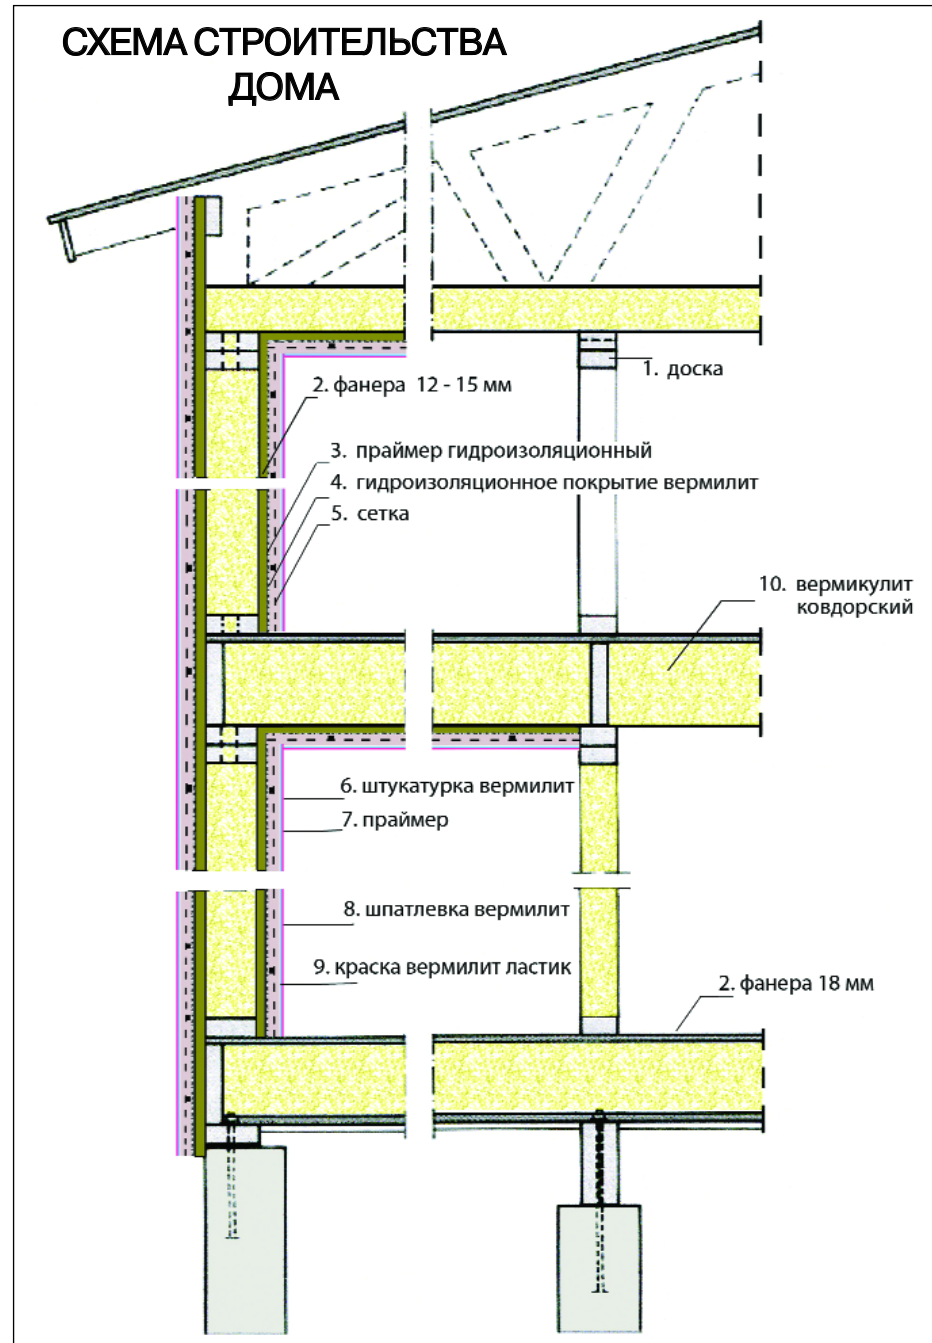 СХЕМА СТРОИТЕЛЬСТВА
ДОМА
1. доска
2. фанера 12 - 15 мм
3. праймер гидроизоляционный
4. гидроизоляционное покрытие вермилит
5. сетка
10. вермикулит
ковдорский
6. штукатурка вермилит
7. праймер
8. шпатлевка вермилит
9. краска вермилит ластик
2. фанера 18 мм